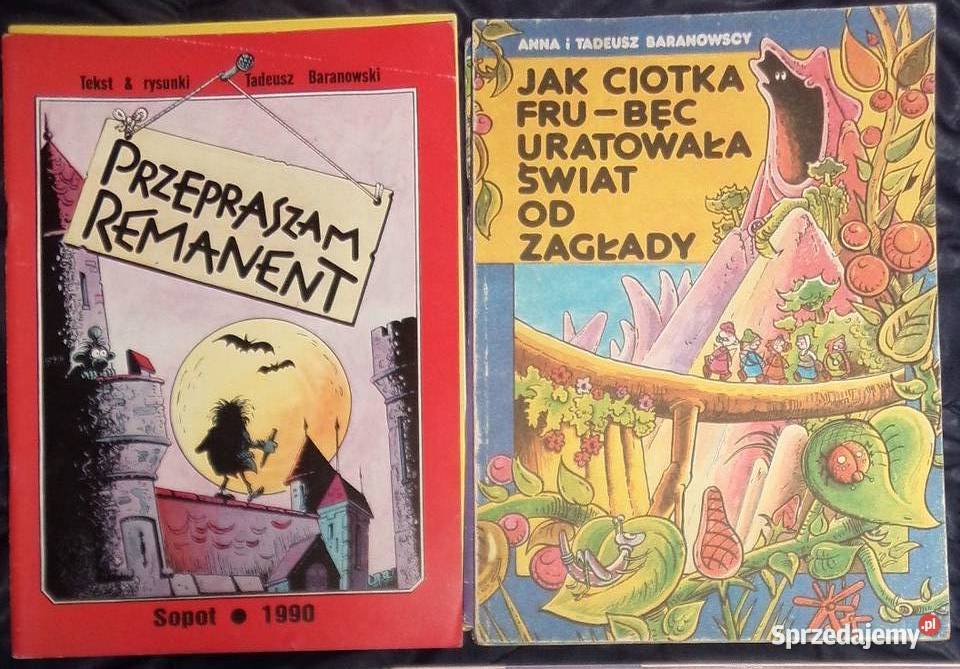 Tekst & rysunki Tadeusz Baranowski
PRZEPRASZAM
REMANENT
Sopot ● 1990
ANNA i TADEUSZ BARANOWSCY
JAK CIOTKA
FRU-BĘC
URATOWAŁA
ŚWIAT
OD
ZAGŁADY
Sprzedajemy.pl